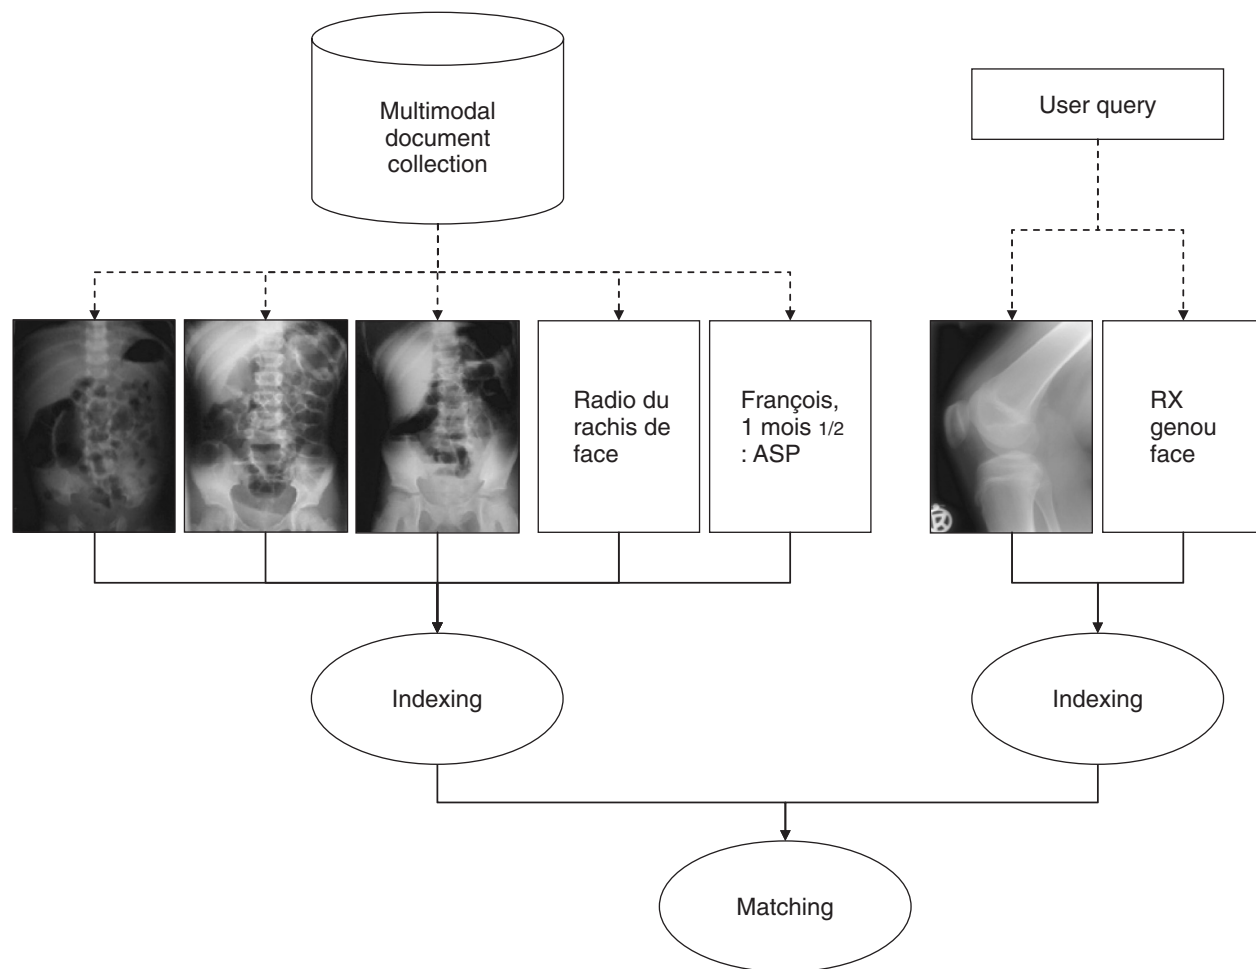 Multimodal
document
collection
User query
Radio du
rachis de
face
François,
1 mois 1/2
: ASP
RX
genou
face
Indexing
Indexing
Matching